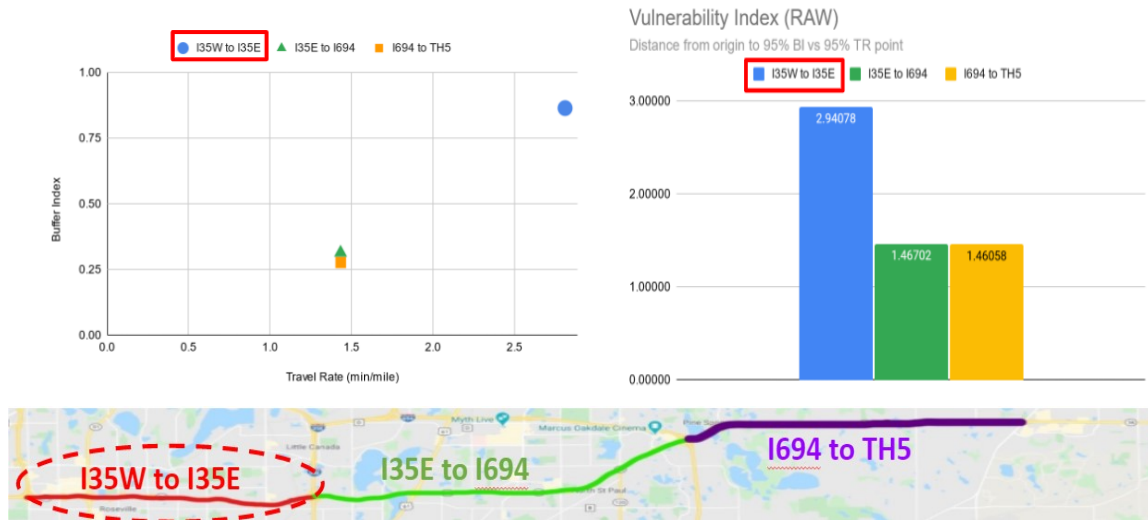 I35W to I35E I35E to I694 I694 to TH5
1.00
0.75
0.50
0.25
0.00
Buffer Index
0.0 0.5 1.0 1.5 2.0 2.5
Travel Rate (min/mile)
Vulnerability Index (RAW)
Distance from origin to 95% BI vs 95% TR point
I35W to I35E I35E to I694 I694 to TH5
3.00000
2.00000
1.00000
0.00000
2.94078
1.46702
1.46058
Myth Live
Marcus Oakdale Cinema
Little Canada
I35W to I35E
I35E to I694
I694 to TH5
Roseville
St Paul